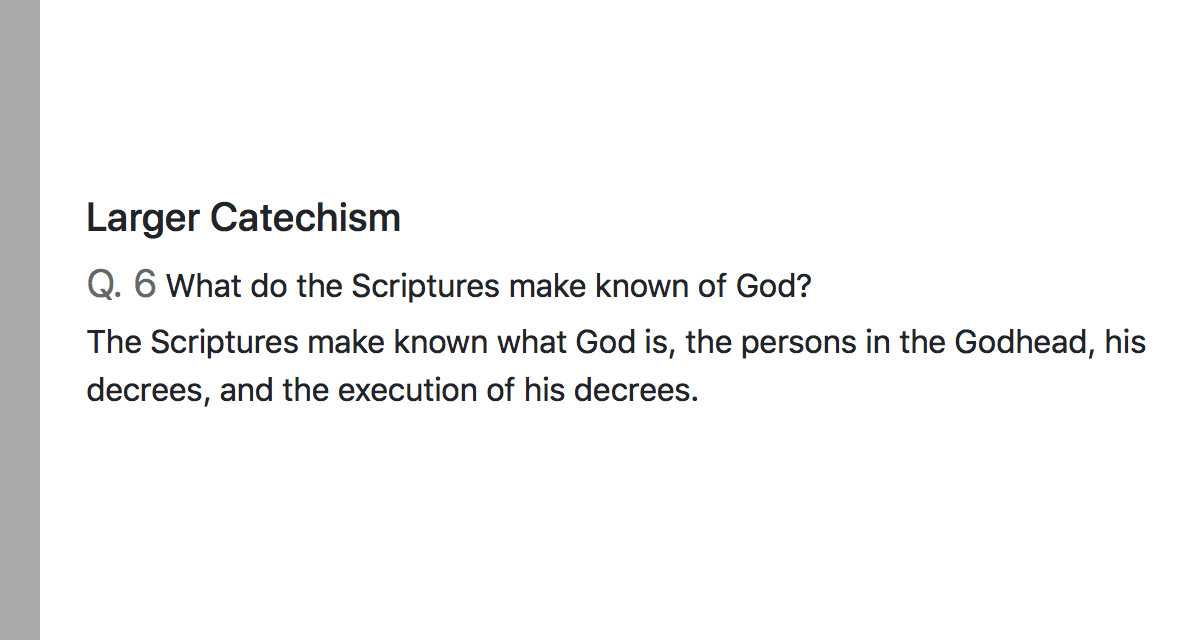 Larger Catechism
Q. 6 What do the Scriptures make known of God?
The Scriptures make known what God is, the persons in the Godhead, his
decrees, and the execution of his decrees.